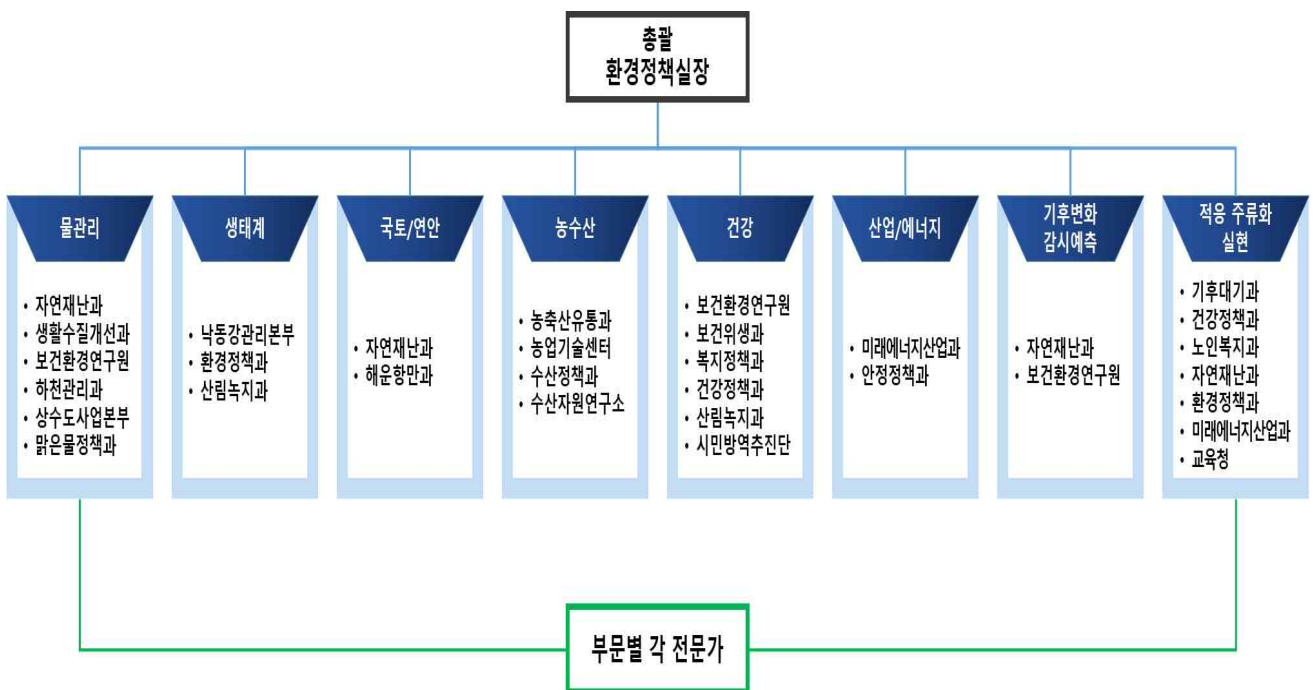 총괄
환경정책실장
물관리
• 자연재난과
• 생활수질개선과
• 보건환경연구원
• 하천관리과
• 상수도사업본부
• 맑은물정책과
생태계
• 낙동강관리본부
• 환경정책과
• 산림녹지과
국토/연안
• 자연재난과
• 해운항만과
농수산
• 농축산유통과
• 농업기술센터
• 수산정책과
• 수산자원연구소
건강
• 보건환경연구원
• 보건위생과
• 복지정책과
• 건강정책과
• 산림녹지과
• 시민방역추진단
산업/에너지
• 미래에너지산업과
• 안정정책과
기후변화
감시예측
• 자연재난과
• 보건환경연구원
적응 주류화
실현
• 기후대기과
• 건강정책과
• 노인복지과
• 자연재난과
• 환경정책과
• 미래에너지산업과
• 교육청
부문별 각 전문가